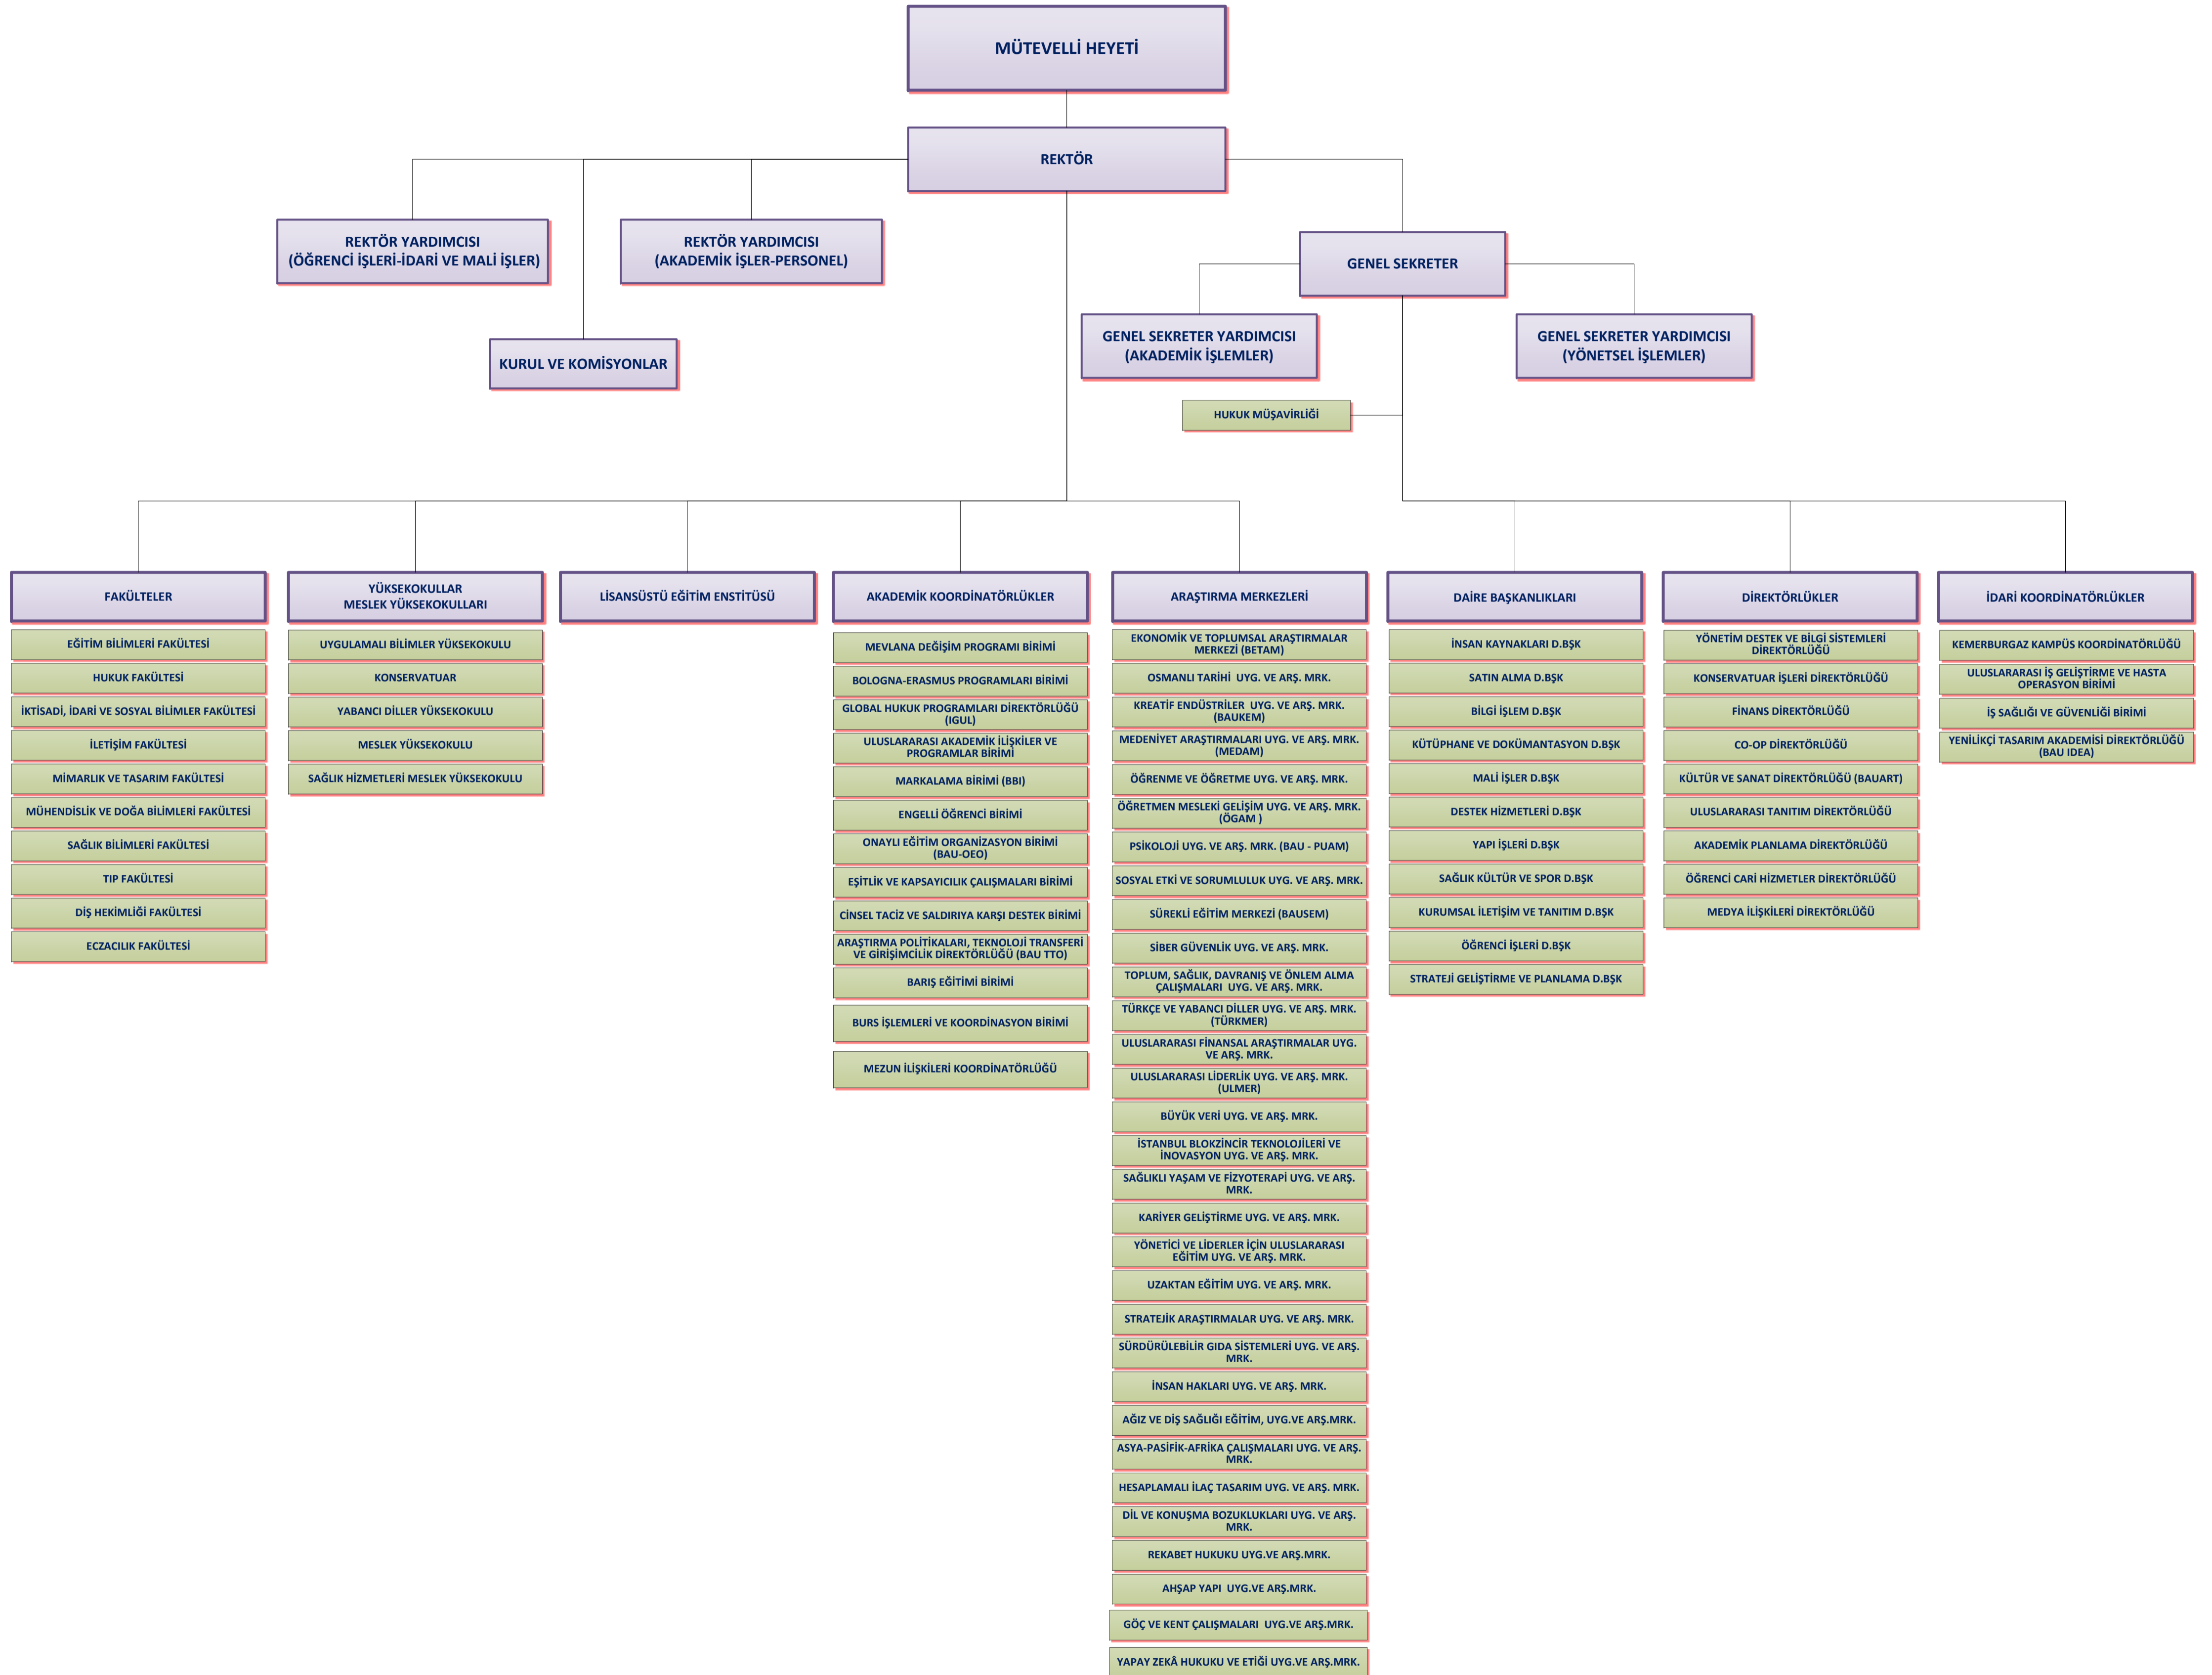 MÜTEVELLİ HEYETİ
REKTÖR
REKTÖR YARDIMCISI
(ÖĞRENCİ İŞLERİ-İDARİ VE MALİ İŞLER)
REKTÖR YARDIMCISI
(AKADEMİK İŞLER-PERSONEL)
KURUL VE KOMİSYONLAR
GENEL SEKRETER
GENEL SEKRETER YARDIMCISI
(AKADEMİK İŞLEMLER)
GENEL SEKRETER YARDIMCISI
(YÖNETSEL İŞLEMLER)
HUKUK MÜŞAVİRLİĞİ
FAKÜLTELER
EĞİTİM BİLİMLERİ FAKÜLTESİ
HUKUK FAKÜLTESİ
İKTİSADİ, İDARİ VE SOSYAL BİLİMLER FAKÜLTESİ
İLETİŞİM FAKÜLTESİ
MİMARLIK VE TASARIM FAKÜLTESİ
MÜHENDİSLİK VE DOĞA BİLİMLERİ FAKÜLTESİ
SAĞLIK BİLİMLERİ FAKÜLTESİ
TIP FAKÜLTESİ
DİŞ HEKİMLİĞİ FAKÜLTESİ
ECZACILIK FAKÜLTESİ
YÜKSEKOKULLAR
MESLEK YÜKSEKOKULLARI
UYGULAMALI BİLİMLER YÜKSEKOKULU
KONSERVATUAR
YABANCI DİLLER YÜKSEKOKULU
MESLEK YÜKSEKOKULU
SAĞLIK HİZMETLERİ MESLEK YÜKSEKOKULU
LİSANSÜSTÜ EĞİTİM ENSTİTÜSÜ
AKADEMİK KOORDİNATÖRLÜKLER
MEVLANA DEĞİŞİM PROGRAMI BİRİMİ
BOLOGNA-ERASMUS PROGRAMLARI BİRİMİ
GLOBAL HUKUK PROGRAMLARI DİREKTÖRLÜĞÜ
(IGUL)
ULUSLARARASI AKADEMİK İLİŞKİLER VE
PROGRAMLAR BİRİMİ
MARKALAMA BİRİMİ (BBI)
ENGELLİ ÖĞRENCİ BİRİMİ
ONAYLI EĞİTİM ORGANİZASYON BİRİMİ
(BAU-OEO)
EŞİTLİK VE KAPSAYICILIK ÇALIŞMALARI BİRİMİ
CİNSEL TACİZ VE SALDIRIYA KARŞI DESTEK BİRİMİ
ARAŞTIRMA POLİTİKALARI, TEKNOLOJİ TRANSFERİ
VE GİRİŞİMCİLİK DİREKTÖRLÜĞÜ (BAU TTO)
BARIŞ EĞİTİMİ BİRİMİ
BURS İŞLEMLERİ VE KOORDİNASYON BİRİMİ
MEZUN İLİŞKİLERİ KOORDİNATÖRLÜĞÜ
ARAŞTIRMA MERKEZLERİ
EKONOMİK VE TOPLUMSAL ARAŞTIRMALAR
MERKEZİ (BETAM)
OSMANLI TARİHİ  UYG. VE ARŞ. MRK.
KREATİF ENDÜSTRİLER  UYG. VE ARŞ. MRK.
(BAUKEM)
MEDENİYET ARAŞTIRMALARI UYG. VE ARŞ. MRK.
(MEDAM)
ÖĞRENME VE ÖĞRETME UYG. VE ARŞ. MRK.
ÖĞRETMEN MESLEKİ GELİŞİM UYG. VE ARŞ. MRK.
(ÖGAM )
PSİKOLOJİ UYG. VE ARŞ. MRK. (BAU - PUAM)
SOSYAL ETKİ VE SORUMLULUK UYG. VE ARŞ. MRK.
SÜREKLİ EĞİTİM MERKEZİ (BAUSEM)
SİBER GÜVENLİK UYG. VE ARŞ. MRK.
TOPLUM, SAĞLIK, DAVRANIŞ VE ÖNLEM ALMA
ÇALIŞMALARI  UYG. VE ARŞ. MRK.
TÜRKÇE VE YABANCI DİLLER UYG. VE ARŞ. MRK.
(TÜRKMER)
ULUSLARARASI FİNANSAL ARAŞTIRMALAR UYG.
VE ARŞ. MRK.
ULUSLARARASI LİDERLİK UYG. VE ARŞ. MRK.
(ULMER)
BÜYÜK VERİ UYG. VE ARŞ. MRK.
İSTANBUL BLOKZİNCİR TEKNOLOJİLERİ VE
İNOVASYON UYG. VE ARŞ. MRK.
SAĞLIKLI YAŞAM VE FİZYOTERAPİ UYG. VE ARŞ.
MRK.
KARİYER GELİŞTİRME UYG. VE ARŞ. MRK.
YÖNETİCİ VE LİDERLER İÇİN ULUSLARARASI
EĞİTİM UYG. VE ARŞ. MRK.
UZAKTAN EĞİTİM UYG. VE ARŞ. MRK.
STRATEJİK ARAŞTIRMALAR UYG. VE ARŞ. MRK.
SÜRDÜRÜLEBİLİR GIDA SİSTEMLERİ UYG. VE ARŞ.
MRK.
İNSAN HAKLARI UYG. VE ARŞ. MRK.
AĞIZ VE DİŞ SAĞLIĞI EĞİTİM, UYG.VE ARŞ.MRK.
ASYA-PASİFİK-AFRİKA ÇALIŞMALARI UYG. VE ARŞ.
MRK.
HESAPLAMALI İLAÇ TASARIM UYG. VE ARŞ. MRK.
DİL VE KONUŞMA BOZUKLUKLARI UYG. VE ARŞ.
MRK.
REKABET HUKUKU UYG.VE ARŞ.MRK.
AHŞAP YAPI  UYG.VE ARŞ.MRK.
GÖÇ VE KENT ÇALIŞMALARI  UYG.VE ARŞ.MRK.
YAPAY ZEKÂ HUKUKU VE ETİĞİ UYG.VE ARŞ.MRK.
DAİRE BAŞKANLIKLARI
İNSAN KAYNAKLARI D.BŞK
SATIN ALMA D.BŞK
BİLGİ İŞLEM D.BŞK
KÜTÜPHANE VE DOKÜMANTASYON D.BŞK
MALİ İŞLER D.BŞK
DESTEK HİZMETLERİ D.BŞK
YAPI İŞLERİ D.BŞK
SAĞLIK KÜLTÜR VE SPOR D.BŞK
KURUMSAL İLETİŞİM VE TANITIM D.BŞK
ÖĞRENCİ İŞLERİ D.BŞK
STRATEJİ GELİŞTİRME VE PLANLAMA D.BŞK
DİREKTÖRLÜKLER
YÖNETİM DESTEK VE BİLGİ SİSTEMLERİ
DİREKTÖRLÜĞÜ
KONSERVATUAR İŞLERİ DİREKTÖRLÜĞÜ
FİNANS DİREKTÖRLÜĞÜ
CO-OP DİREKTÖRLÜĞÜ
KÜLTÜR VE SANAT DİREKTÖRLÜĞÜ (BAUART)
ULUSLARARASI TANITIM DİREKTÖRLÜĞÜ
AKADEMİK PLANLAMA DİREKTÖRLÜĞÜ
ÖĞRENCİ CARİ HİZMETLER DİREKTÖRLÜĞÜ
MEDYA İLİŞKİLERİ DİREKTÖRLÜĞÜ
İDARİ KOORDİNATÖRLÜKLER
KEMERBURGAZ KAMPÜS KOORDİNATÖRLÜĞÜ
ULUSLARARASI İŞ GELİŞTİRME VE HASTA
OPERASYON BİRİMİ
İŞ SAĞLIĞI VE GÜVENLİĞİ BİRİMİ
YENİLİKÇİ TASARIM AKADEMİSİ DİREKTÖRLÜĞÜ
(BAU IDEA)